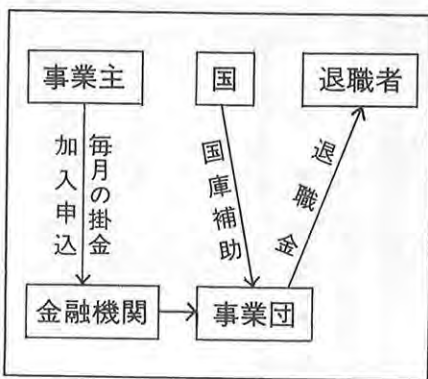 事業主
国
退職者
毎月の掛金
加入申込
国庫補助
退職金
金融機関
事業団